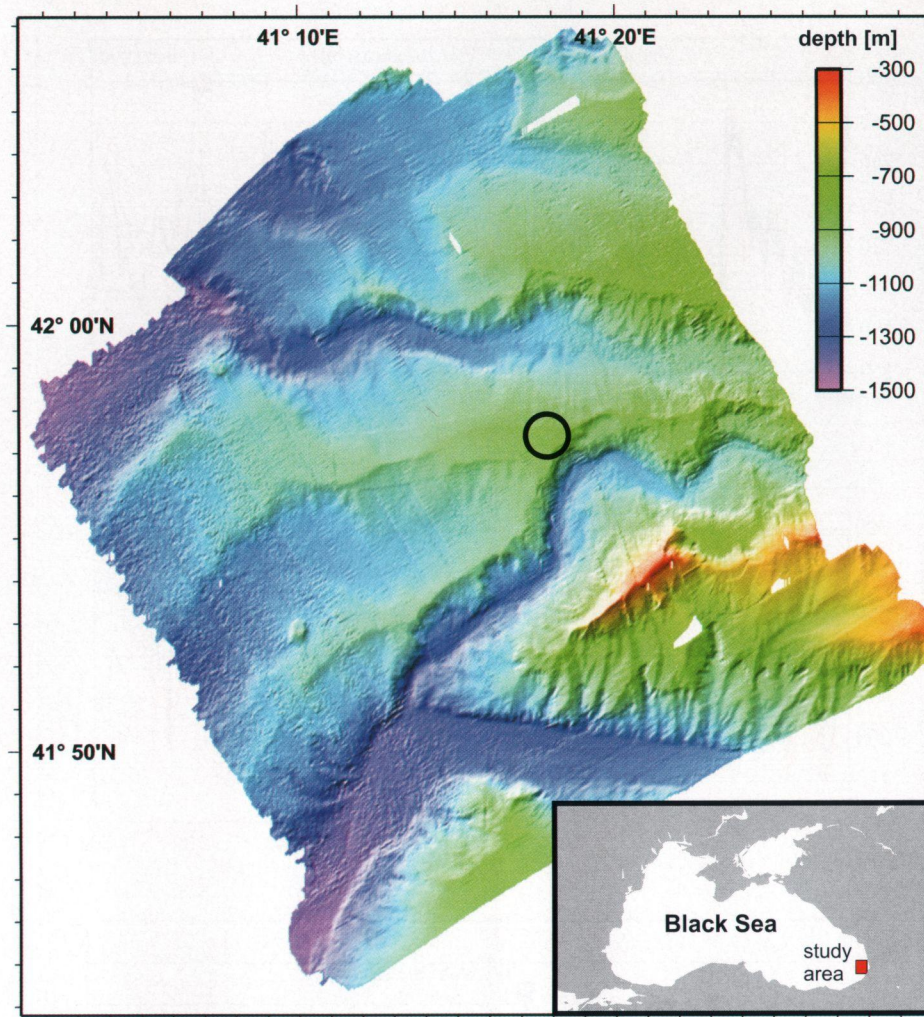 41° 10'E
41° 20'E
depth [m]
-300
-500
-700
-900
-1100
-1300
-1500
42° 00'N
41° 50'N
Black Sea
study
area